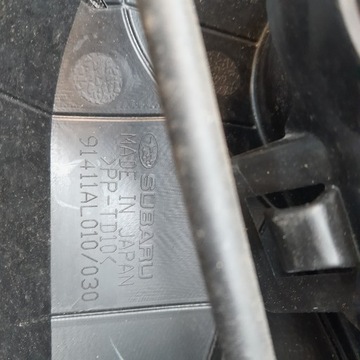 SUBARU
MADE IN JAPAN
>PP-TD10<
91411AL010/030